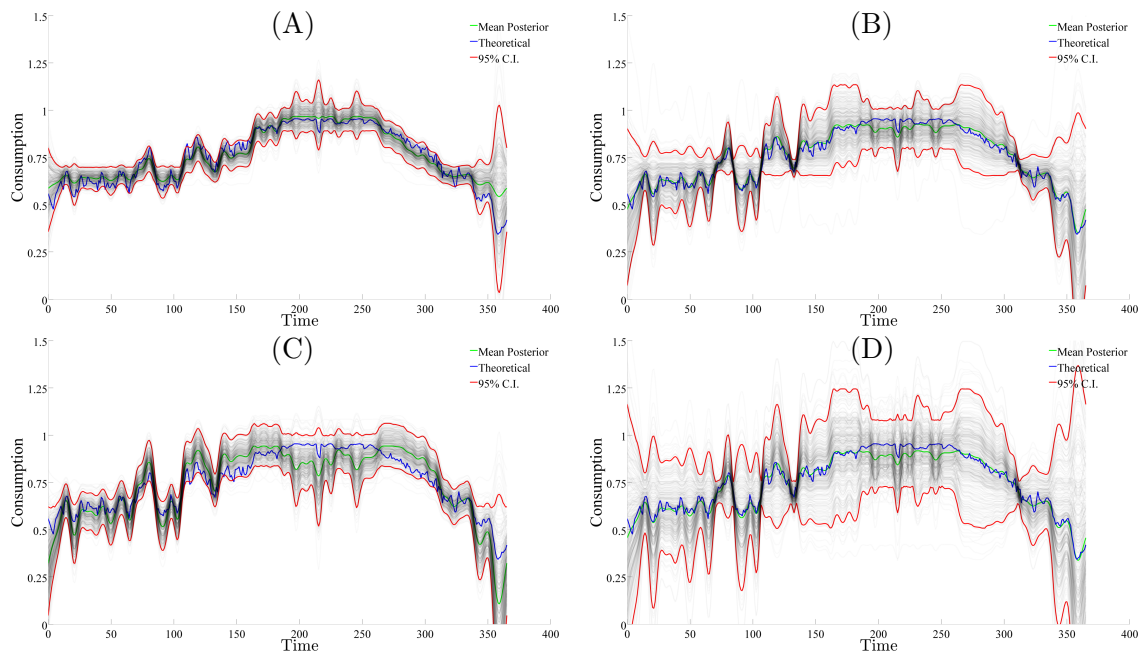 (A)
Consumption
1.5
1.25
1
0.75
0.5
0.25
0
Mean Posterior
Theoretical
95% C.I.
0
50
100
150
200
250
300
350
400
Time
(B)
Consumption
1.5
1.25
1
0.75
0.5
0.25
0
Mean Posterior
Theoretical
95% C.I.
0
50
100
150
200
250
300
350
400
Time
(C)
Consumption
1.5
1.25
1
0.75
0.5
0.25
0
Mean Posterior
Theoretical
95% C.I.
0
50
100
150
200
250
300
350
400
Time
(D)
Consumption
1.5
1.25
1
0.75
0.5
0.25
0
Mean Posterior
Theoretical
95% C.I.
0
50
100
150
200
250
300
350
400
Time